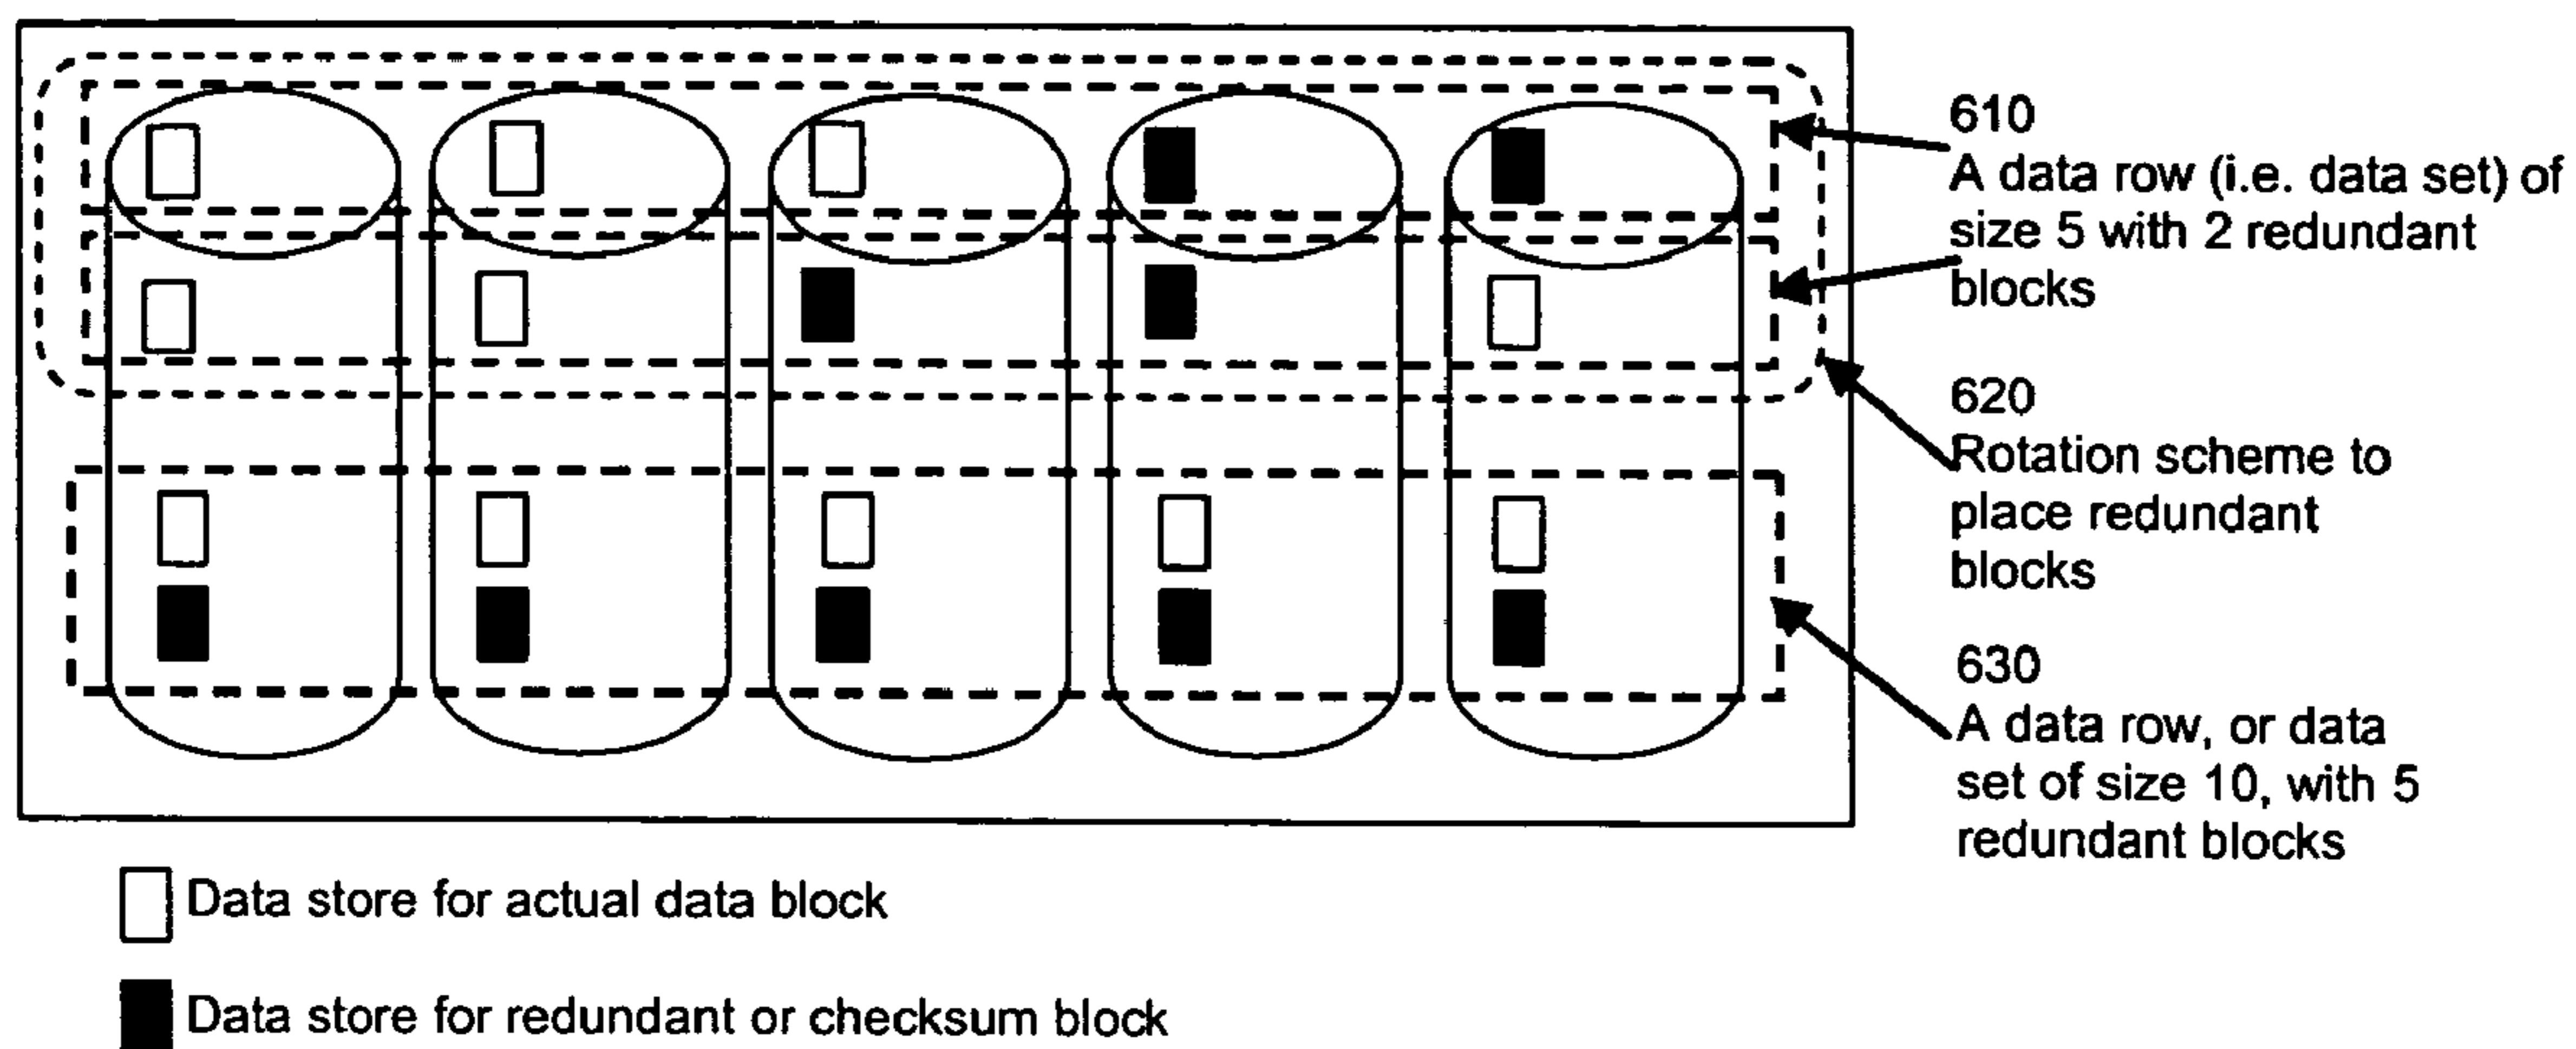 610
A data row (i.e. data set) of
size 5 with 2 redundant
blocks
620
Rotation scheme to
place redundant
blocks
630
A data row, or data
set of size 10, with 5
redundant blocks
Data store for actual data block
Data store for redundant or checksum block